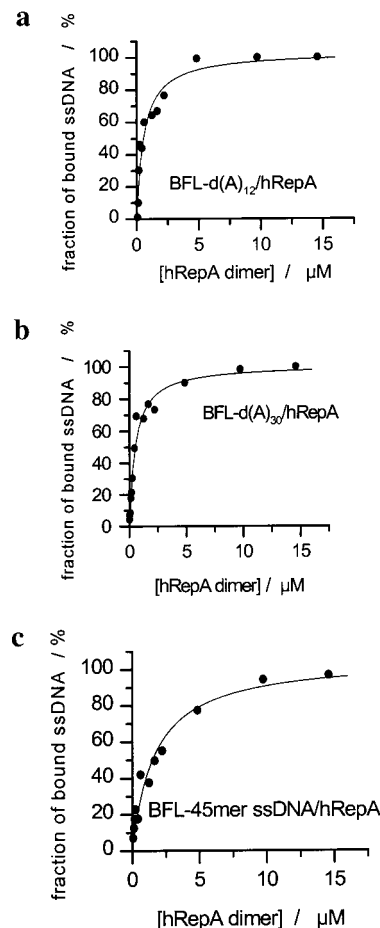 a
fraction of bound ssDNA / %
100
80
60
40
20
0
BFL-d(A)₁₂/hRepA
0 5 10 15
[hRepA dimer] / μM
b
fraction of bound ssDNA / %
100
80
60
40
20
0
BFL-d(A)₃₀/hRepA
0 5 10 15
[hRepA dimer] / μM
c
fraction of bound ssDNA / %
100
80
60
40
20
0
BFL-45mer ssDNA/hRepA
0 5 10 15
[hRepA dimer] / μM